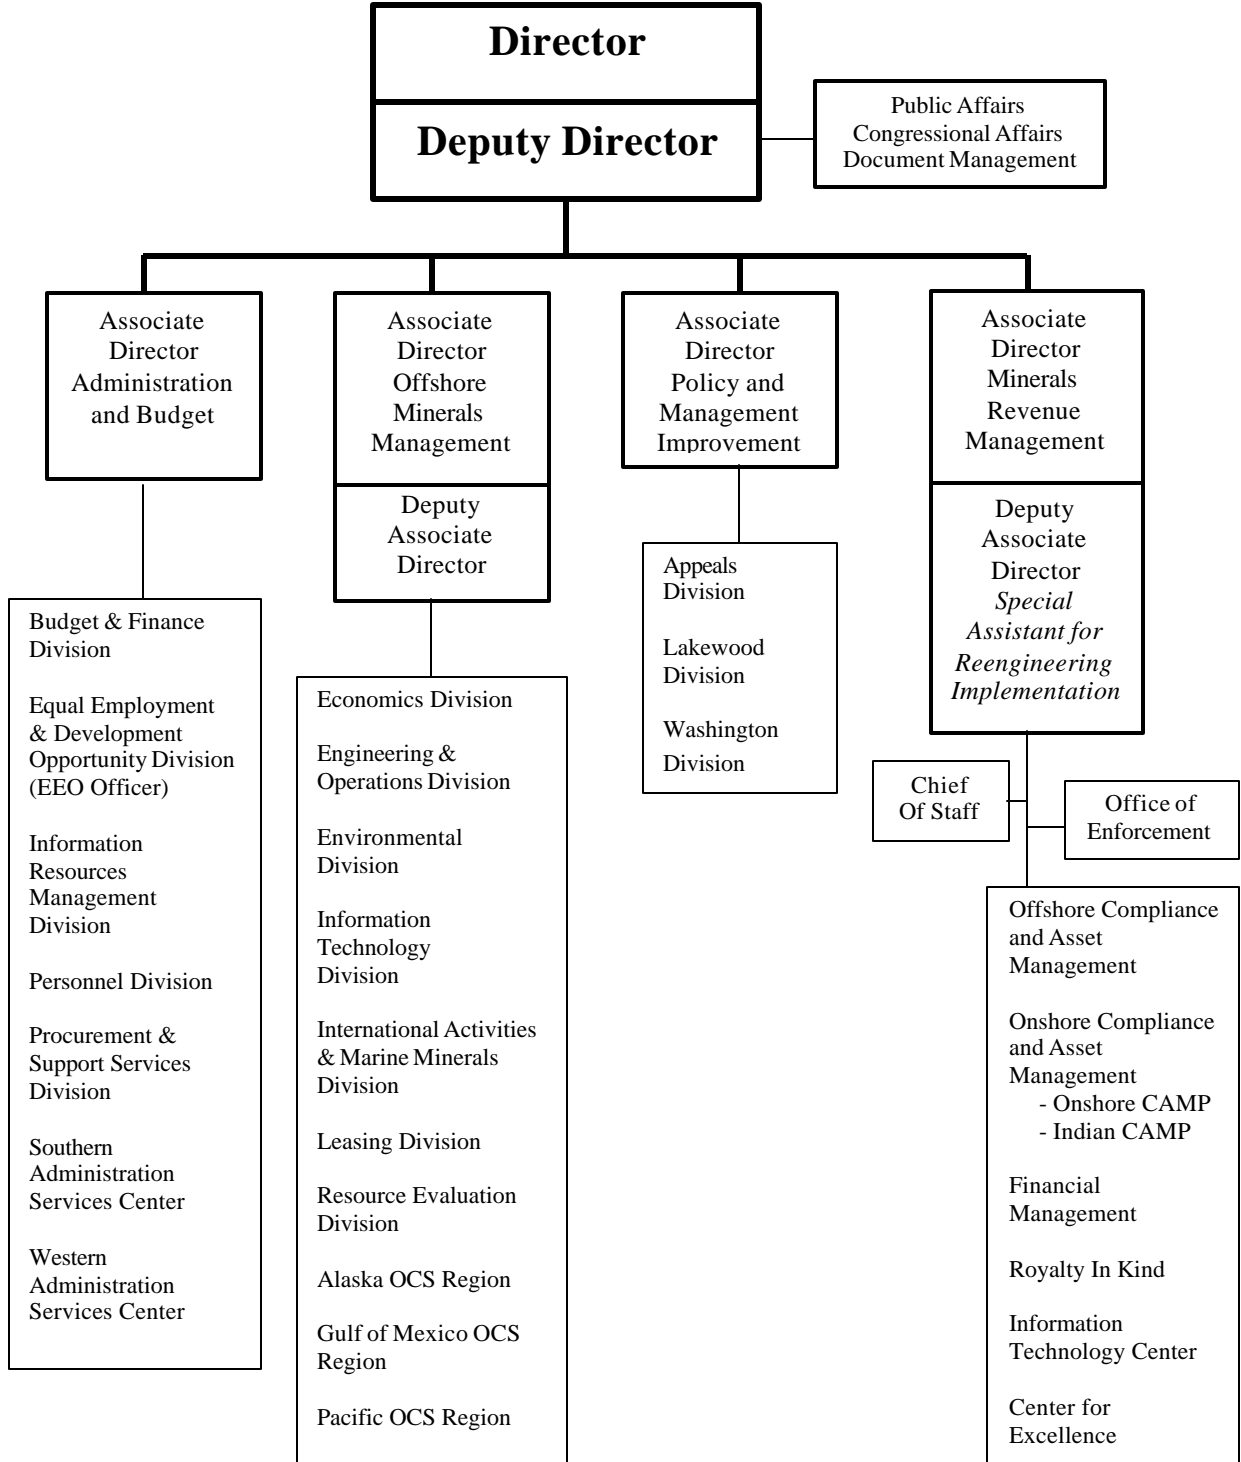 Director
Deputy Director
Public Affairs
Congressional Affairs
Document Management
Associate
Director
Administration
and Budget
Associate
Director
Offshore
Minerals
Management
Deputy
Associate
Director
Associate
Director
Policy and
Management
Improvement
Associate
Director
Minerals
Revenue
Management
Deputy
Associate
Director
Special
Assistant for
Reengineering
Implementation
Budget & Finance
Division
Equal Employment
& Development
Opportunity Division
(EEO Officer)
Information
Resources
Management
Division
Personnel Division
Procurement &
Support Services
Division
Southern
Administration
Services Center
Western
Administration
Services Center
Economics Division
Engineering &
Operations Division
Environmental
Division
Information
Technology
Division
International Activities
& Marine Minerals
Division
Leasing Division
Resource Evaluation
Division
Alaska OCS Region
Gulf of Mexico OCS
Region
Pacific OCS Region
Appeals
Division
Lakewood
Division
Washington
Division
Chief
Of Staff
Office of
Enforcement
Offshore Compliance
and Asset
Management
Onshore Compliance
and Asset
Management
- Onshore CAMP
- Indian CAMP
Financial
Management
Royalty In Kind
Information
Technology Center
Center for
Excellence